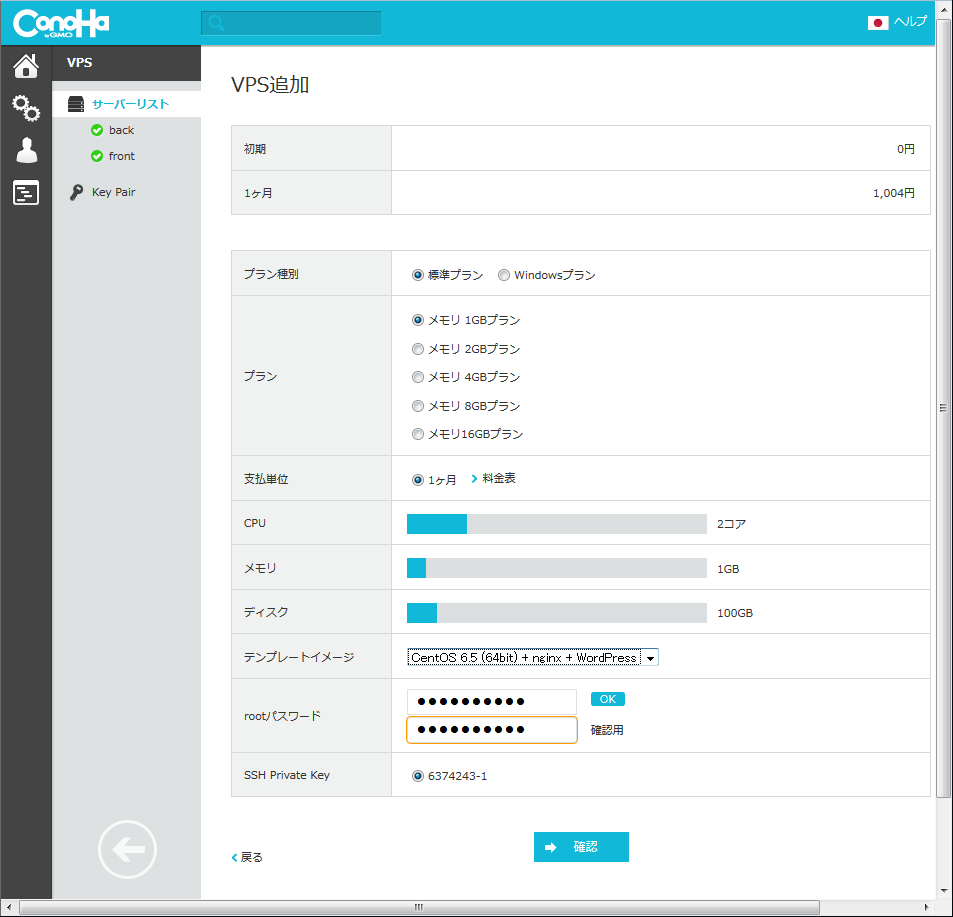 ConoHa
by GMO
ヘルプ
VPS
サーバーリスト
back
front
Key Pair
VPS追加
初期 0円
1ヶ月 1,004円
プラン種別 標準プラン Windowsプラン
プラン
メモリ 1GBプラン
メモリ 2GBプラン
メモリ 4GBプラン
メモリ 8GBプラン
メモリ16GBプラン
支払単位 1ヶ月 料金表
CPU 2コア
メモリ 1GB
ディスク 100GB
テンプレートイメージ CentOS 6.5 (64bit) + nginx + WordPress
rootパスワード
●●●●●●●●●● OK
●●●●●●●●●● 確認用
SSH Private Key 6374243-1
戻る
確認